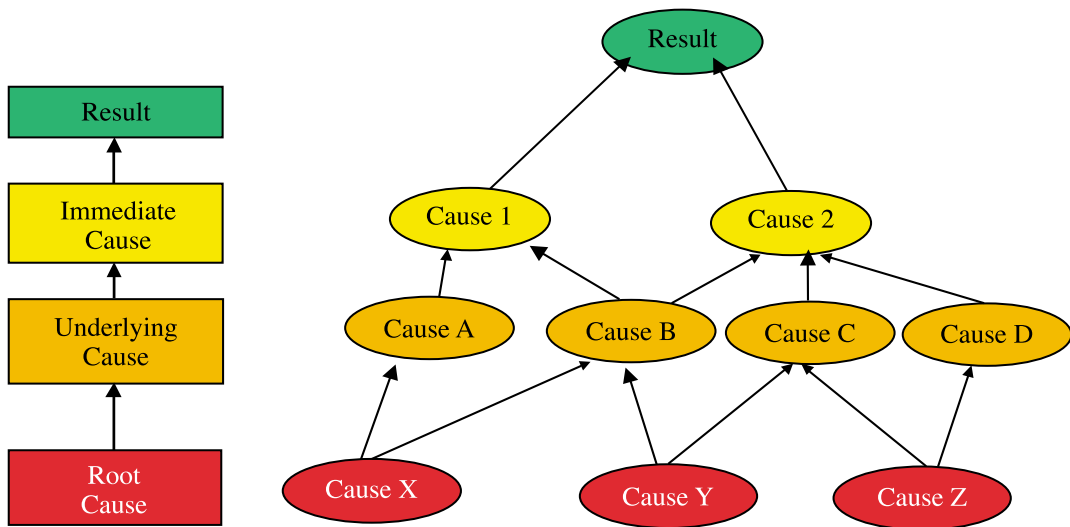 Result
Immediate
Cause
Underlying
Cause
Root
Cause
Result
Cause 1
Cause 2
Cause A
Cause B
Cause C
Cause D
Cause X
Cause Y
Cause Z